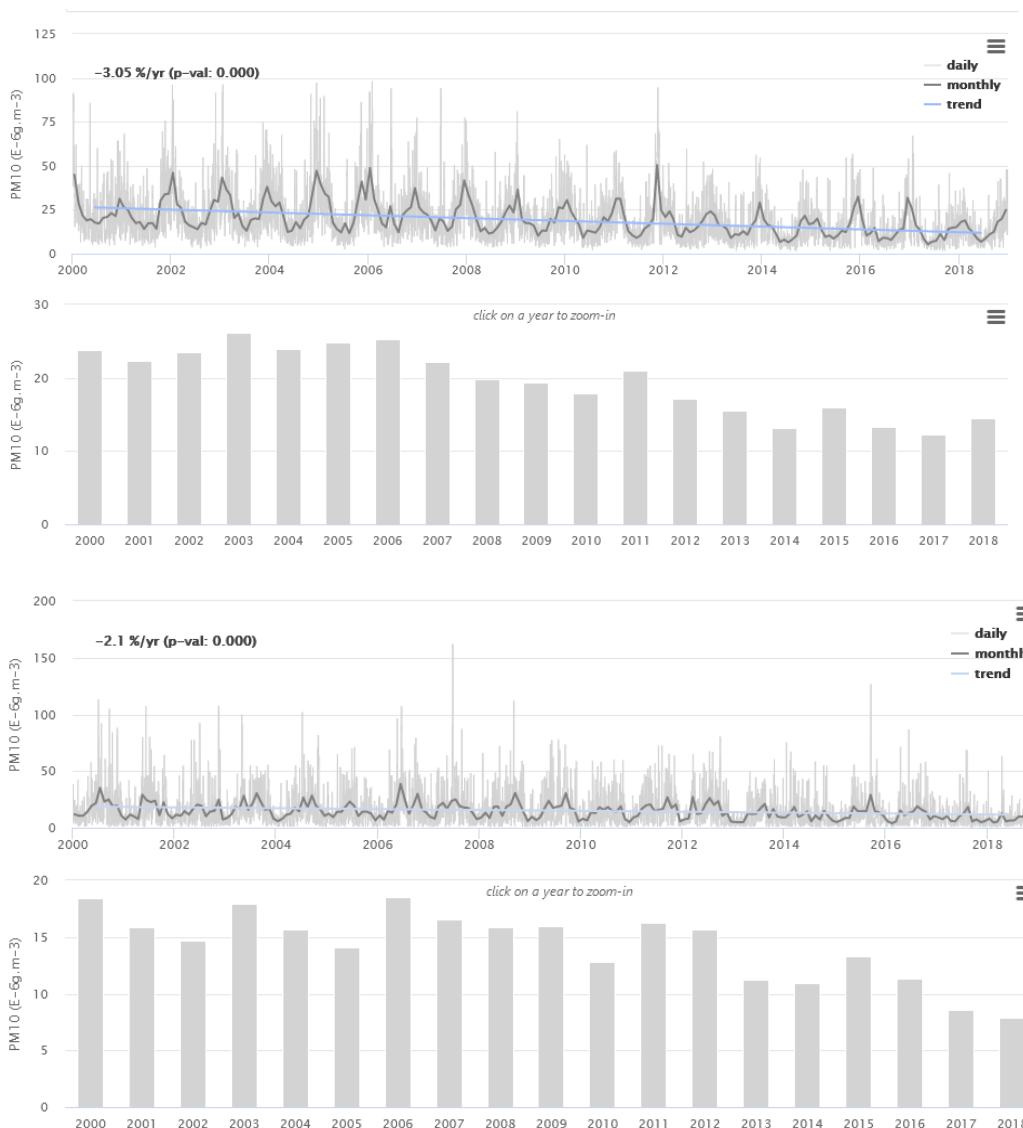 125
-3.05 %/yr (p-val: 0.000)
daily
100
monthly
trend
75
50
25
0
PM10 (E-6g.m-3)
2000 2002 2004 2006 2008 2010 2012 2014 2016 2018
30
click on a year to zoom-in
20
10
0
PM10 (E-6g.m-3)
2000 2001 2002 2003 2004 2005 2006 2007 2008 2009 2010 2011 2012 2013 2014 2015 2016 2017 2018
200
-2.1 %/yr (p-val: 0.000)
daily
150
monthly
trend
100
50
0
PM10 (E-6g.m-3)
2000 2002 2004 2006 2008 2010 2012 2014 2016 2018
20
click on a year to zoom-in
15
10
5
0
PM10 (E-6g.m-3)
2000 2001 2002 2003 2004 2005 2006 2007 2008 2009 2010 2011 2012 2013 2014 2015 2016 2017 2018